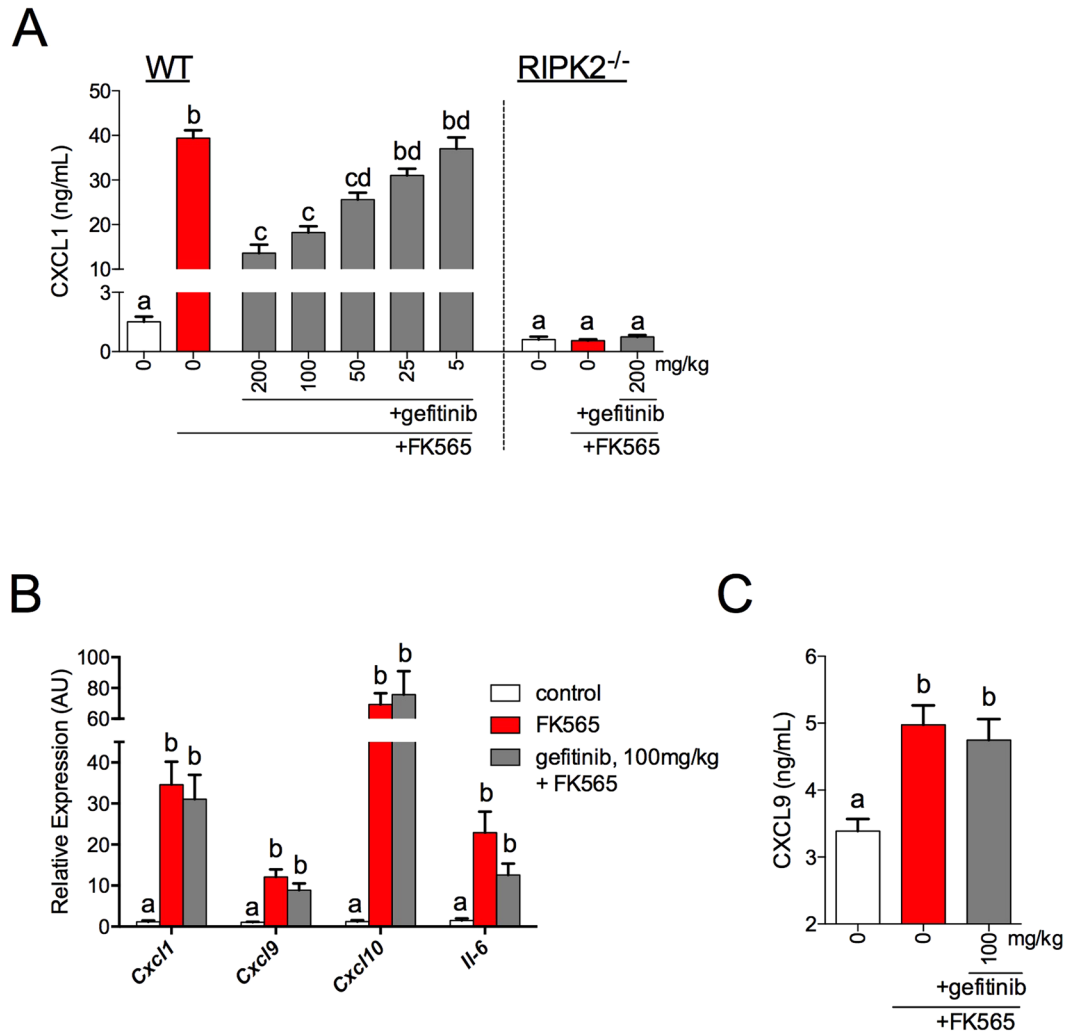 A
WT
RIPK2-/-
CXCL1 (ng/mL)
50
40
30
20
10
3
0
a
b
c
c
cd
bd
bd
a
a
a
0
0
200
100
50
25
5
0
0
200
mg/kg
+gefitinib
+gefitinib
+FK565
+FK565
B
Relative Expression (AU)
100
80
60
40
30
20
10
0
a
b
b
a
b
b
a
b
b
a
b
b
Cxcl1
Cxcl9
Cxcl10
Il-6
control
FK565
gefitinib, 100mg/kg
+ FK565
C
CXCL9 (ng/mL)
6
5
4
3
2
a
b
b
0
0
100
mg/kg
+gefitinib
+FK565